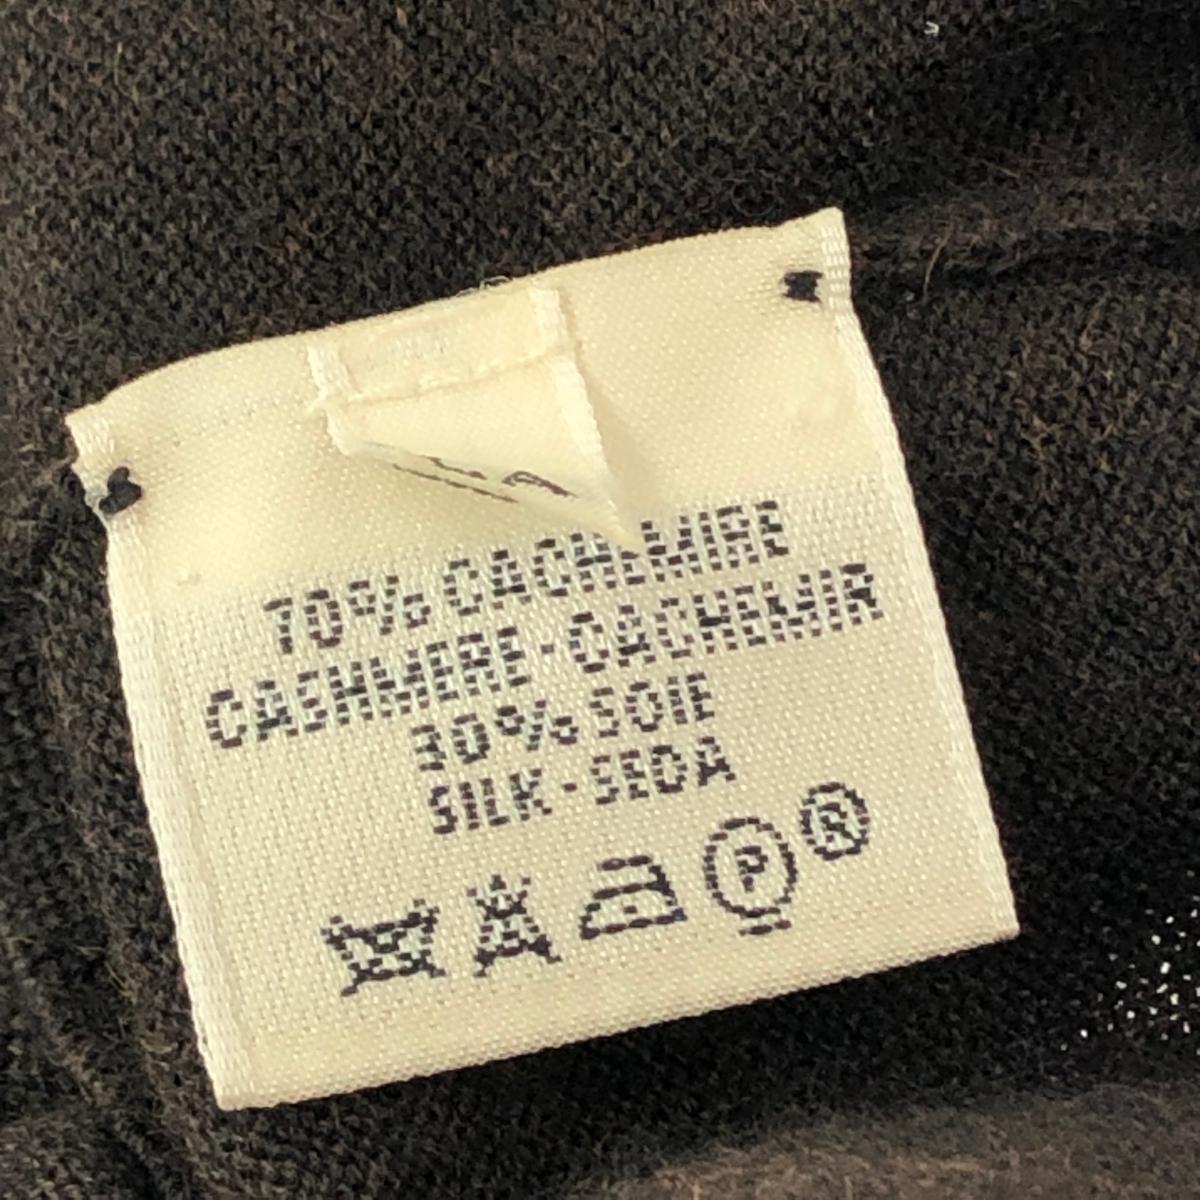 70% CACHEMIRE
CASHMERE-CACHEMIR
30% SOIE
SILK-SEDA
P ®